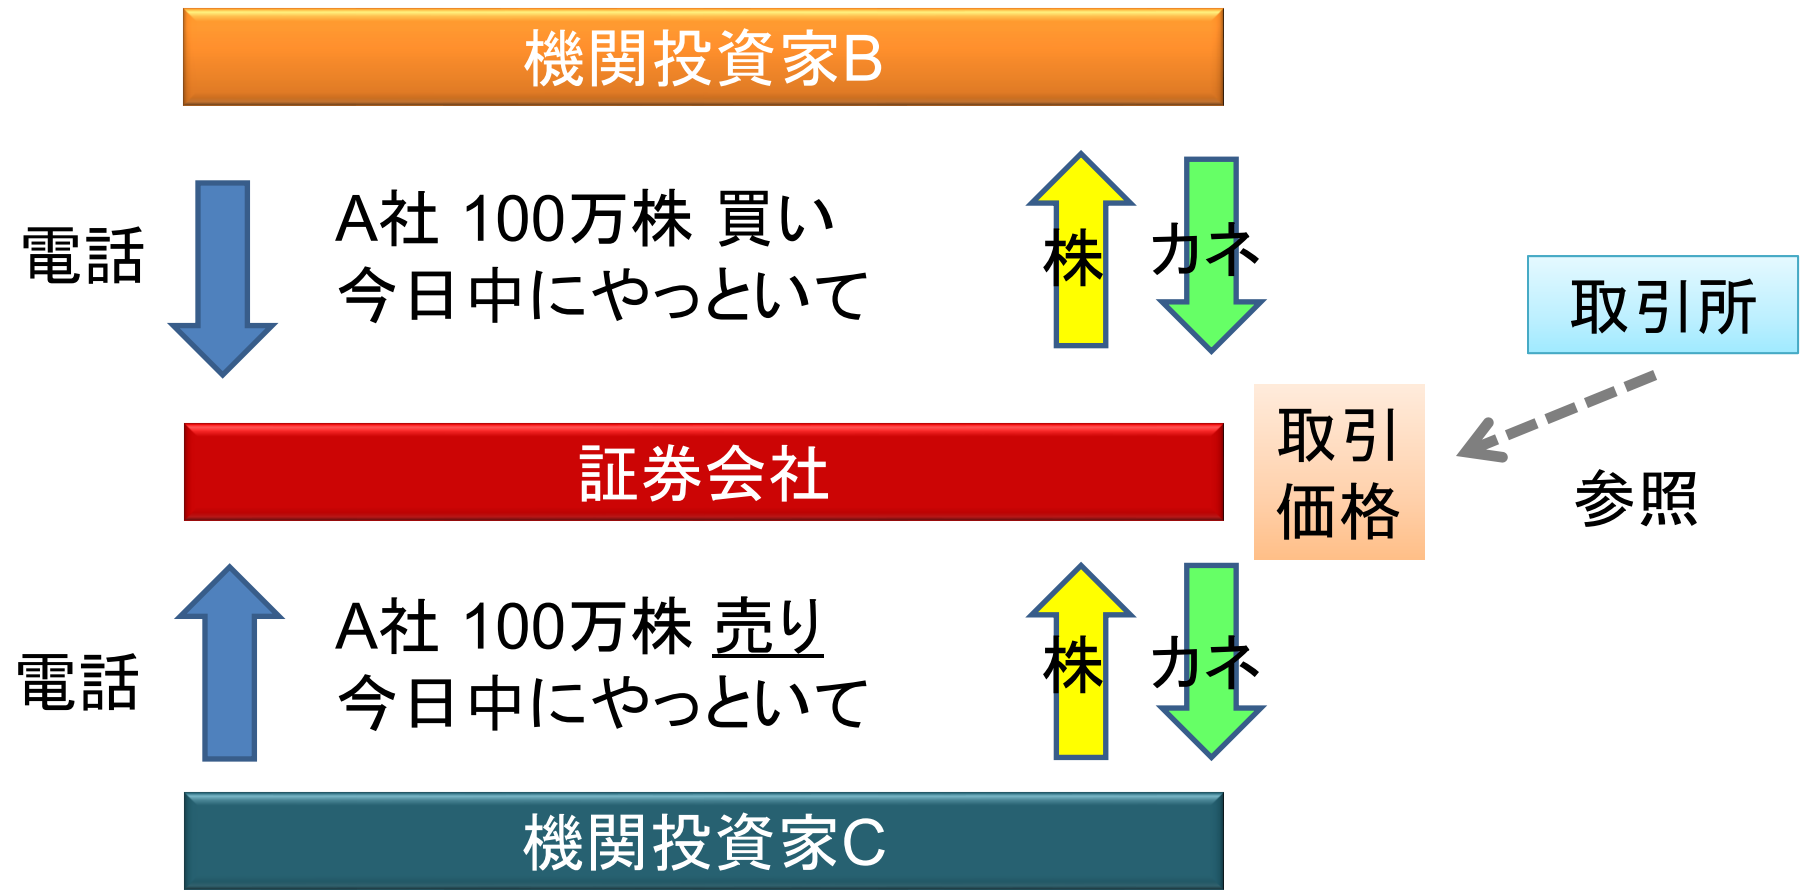 機関投資家B
電話
A社 100万株 買い
今日中にやっといて
株
カネ
取引所
証券会社
取引
価格
参照
電話
A社 100万株 売り
今日中にやっといて
株
カネ
機関投資家C